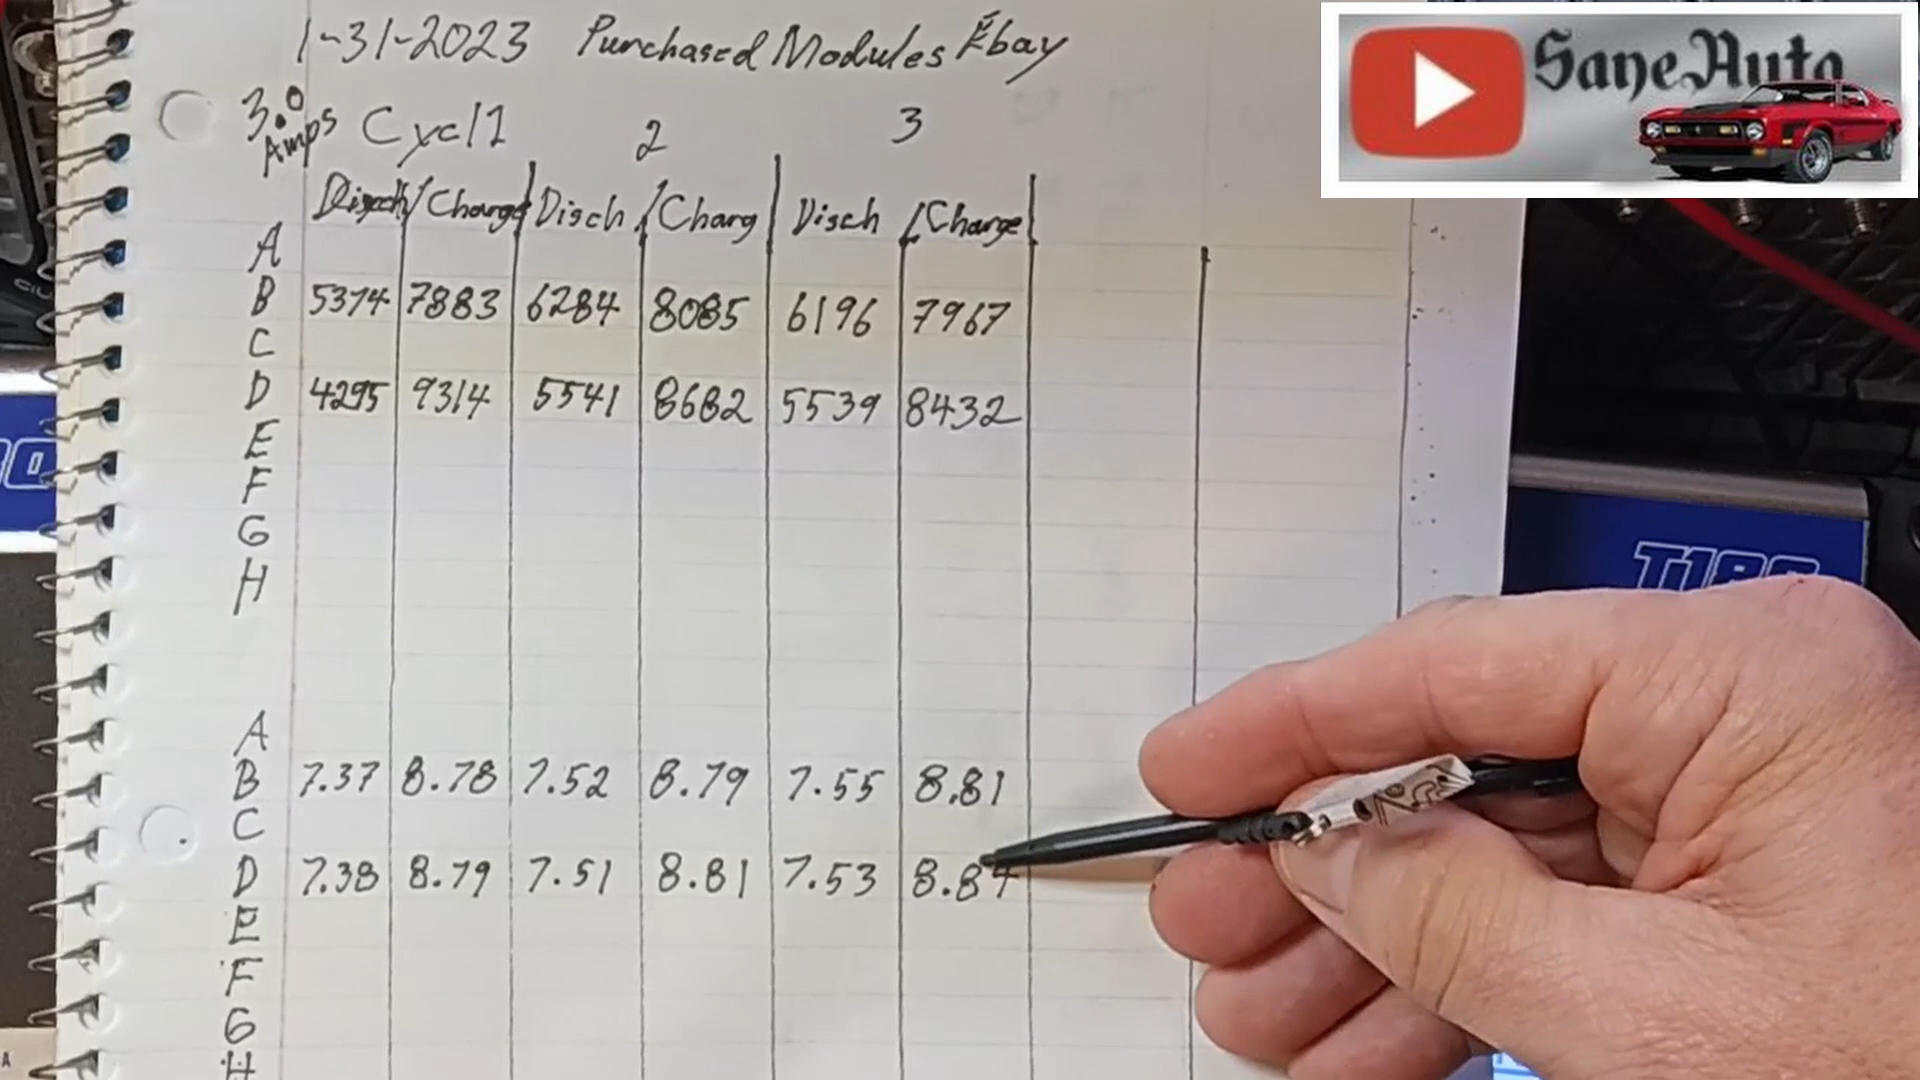 1-31-2023 Purchased Modules Ebay
SaneAuto
3.0 Amps Cycl1 2 3
Disch/Charge Disch/Charg Disch/Charge
A
B 5374 7883 6284 8085 6196 7967
C
D 4295 9314 5541 8682 5539 8432
E
F
G
H
A
B 7.37 8.78 7.52 8.79 7.55 8.81
C
D 7.38 8.79 7.51 8.81 7.53 8.84
E
F
G
H